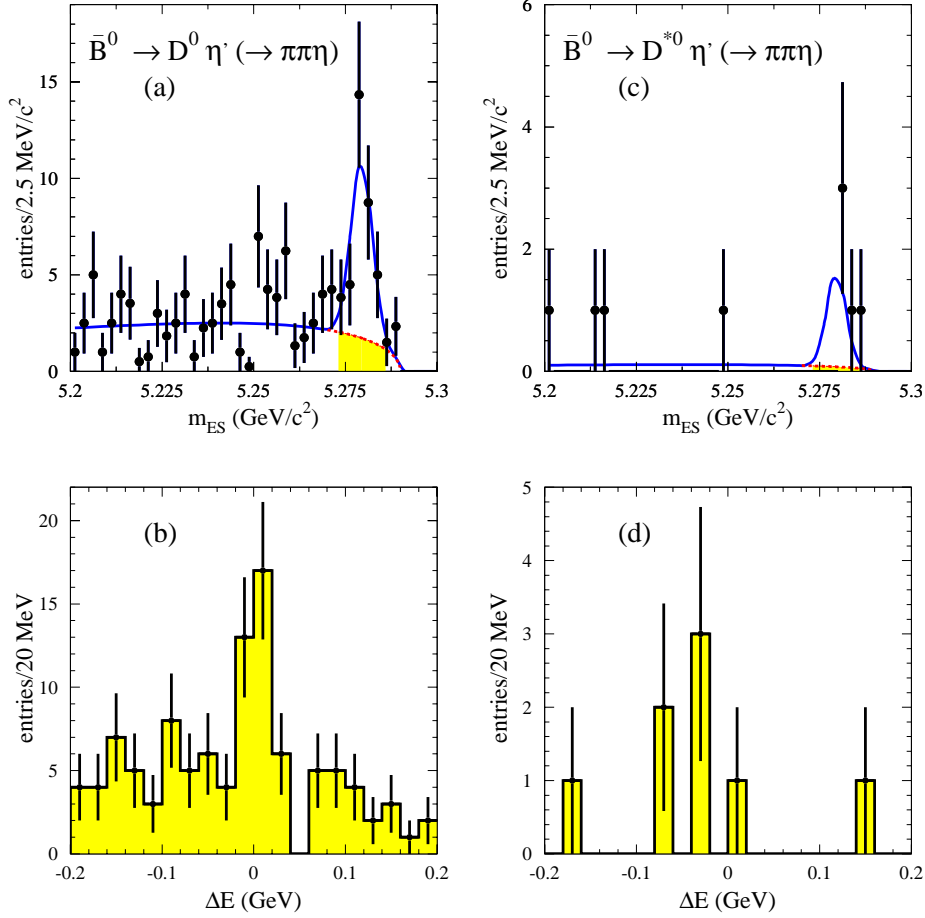 B̄⁰ → D⁰ η’ (→ ππη)
(a)
entries/2.5 MeV/c²
0
5
10
15
5.2
5.225
5.25
5.275
5.3
m_ES (GeV/c²)
B̄⁰ → D*⁰ η’ (→ ππη)
(c)
entries/2.5 MeV/c²
0
2
4
6
5.2
5.225
5.25
5.275
5.3
m_ES (GeV/c²)
(b)
entries/20 MeV
0
5
10
15
20
-0.2
-0.1
0
0.1
0.2
ΔE (GeV)
(d)
entries/20 MeV
0
1
2
3
4
5
-0.2
-0.1
0
0.1
0.2
ΔE (GeV)